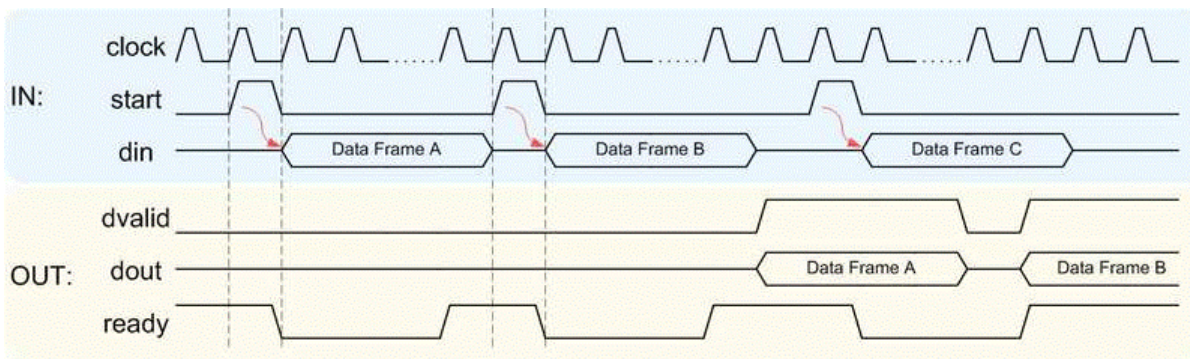 clock
IN:
start
din
Data Frame A
Data Frame B
Data Frame C
dvalid
OUT:
dout
Data Frame A
Data Frame B
ready